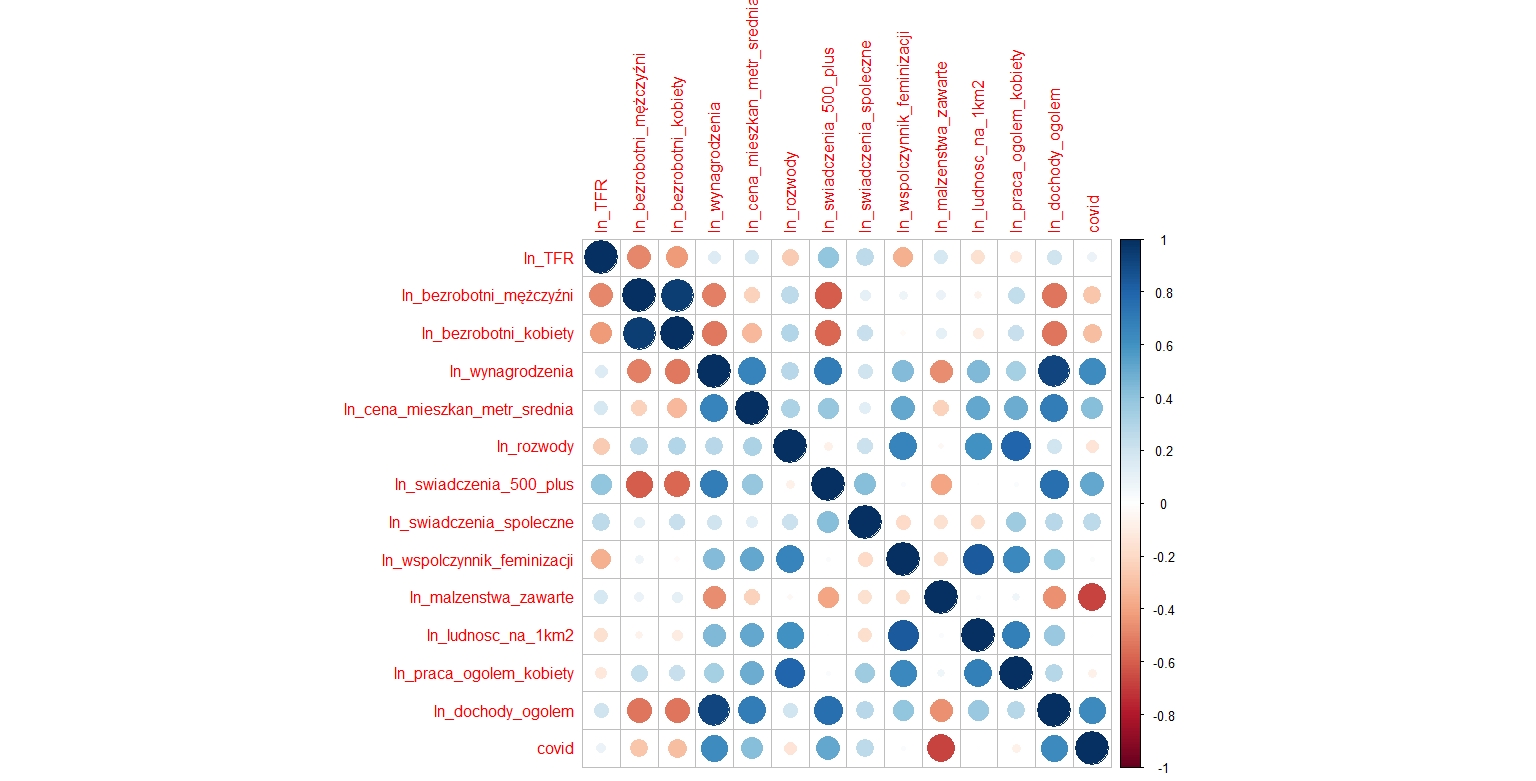 ln_TFR
ln_bezrobotni_mężczyźni
ln_bezrobotni_kobiety
ln_wynagrodzenia
ln_cena_mieszkan_metr_srednia
ln_rozwody
ln_swiadczenia_500_plus
ln_swiadczenia_spoleczne
ln_wspolczynnik_feminizacji
ln_malzenstwa_zawarte
ln_ludnosc_na_1km2
ln_praca_ogolem_kobiety
ln_dochody_ogolem
covid
ln_TFR
ln_bezrobotni_mężczyźni
ln_bezrobotni_kobiety
ln_wynagrodzenia
ln_cena_mieszkan_metr_srednia
ln_rozwody
ln_swiadczenia_500_plus
ln_swiadczenia_spoleczne
ln_wspolczynnik_feminizacji
ln_malzenstwa_zawarte
ln_ludnosc_na_1km2
ln_praca_ogolem_kobiety
ln_dochody_ogolem
covid
1
0.8
0.6
0.4
0.2
0
-0.2
-0.4
-0.6
-0.8
-1